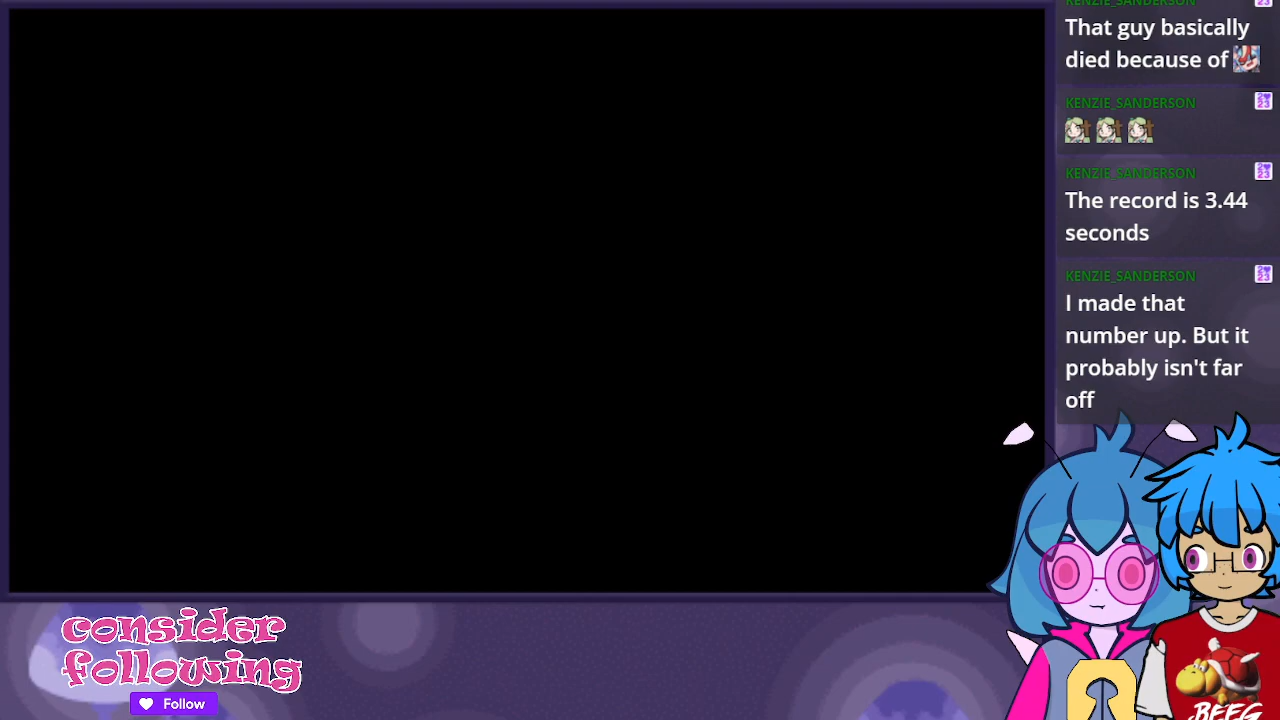 KENZIE_SANDERSON
That guy basically
died because of
KENZIE_SANDERSON
The record is 3.44
seconds
KENZIE_SANDERSON
I made that
number up. But it
probably isn't far
off
KENZIE_SANDERSON
consider
following
Follow
BEEG